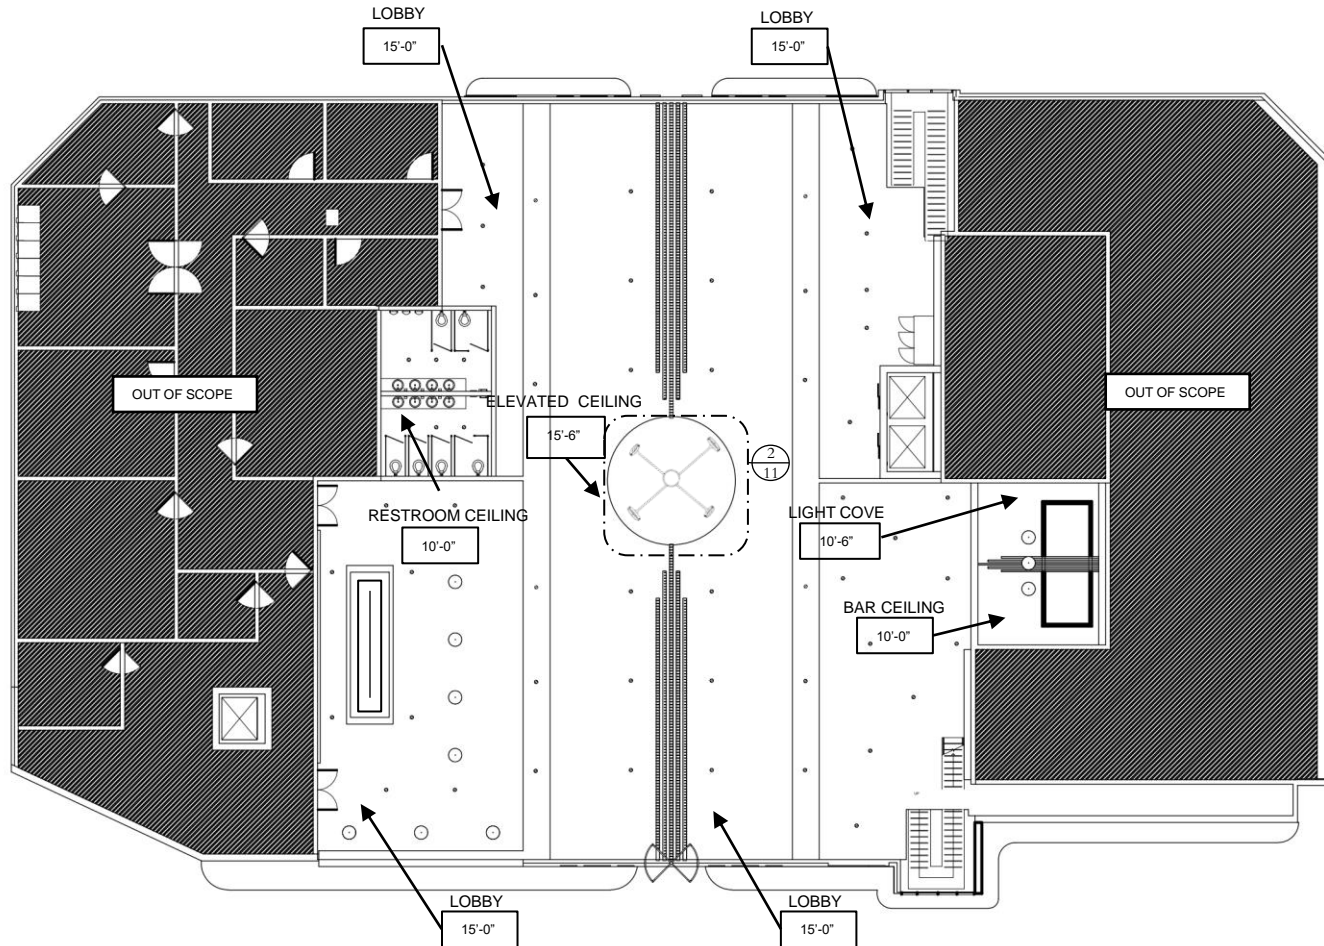 LOBBY
15'-0"
LOBBY
15'-0"
OUT OF SCOPE
OUT OF SCOPE
ELEVATED CEILING
15'-6"
2
11
RESTROOM CEILING
10'-0"
LIGHT COVE
10'-6"
BAR CEILING
10'-0"
LOBBY
15'-0"
LOBBY
15'-0"